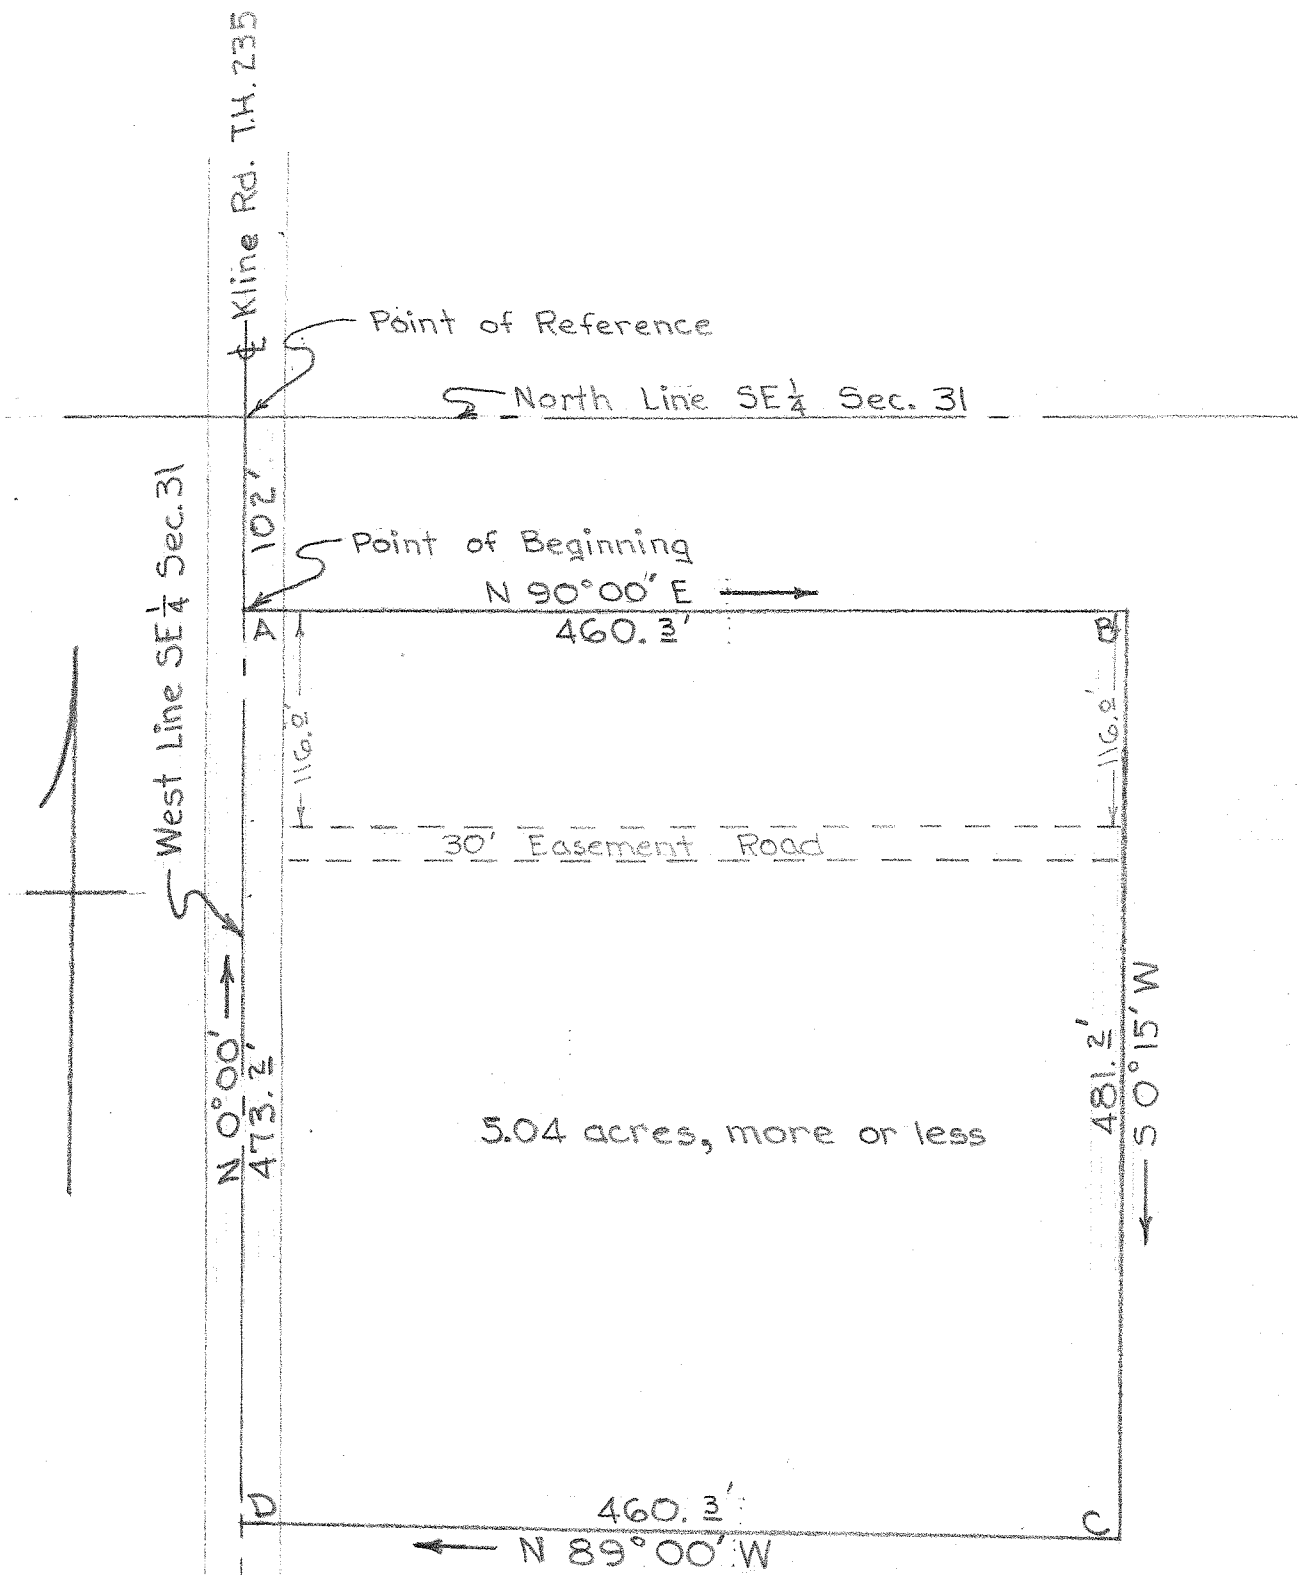 ℄ Kline Rd. T.H. 235
Point of Reference
North Line SE¼ Sec. 31
102'
West Line SE¼ Sec. 31
Point of Beginning
N 90°00" E
460.3'
A
B
116.2'
116.2'
30' Easement Road
N 0°00'
473.2'
481.2'
S 0°15' W
5.04 acres, more or less
D
460.3'
C
N 89°00' W